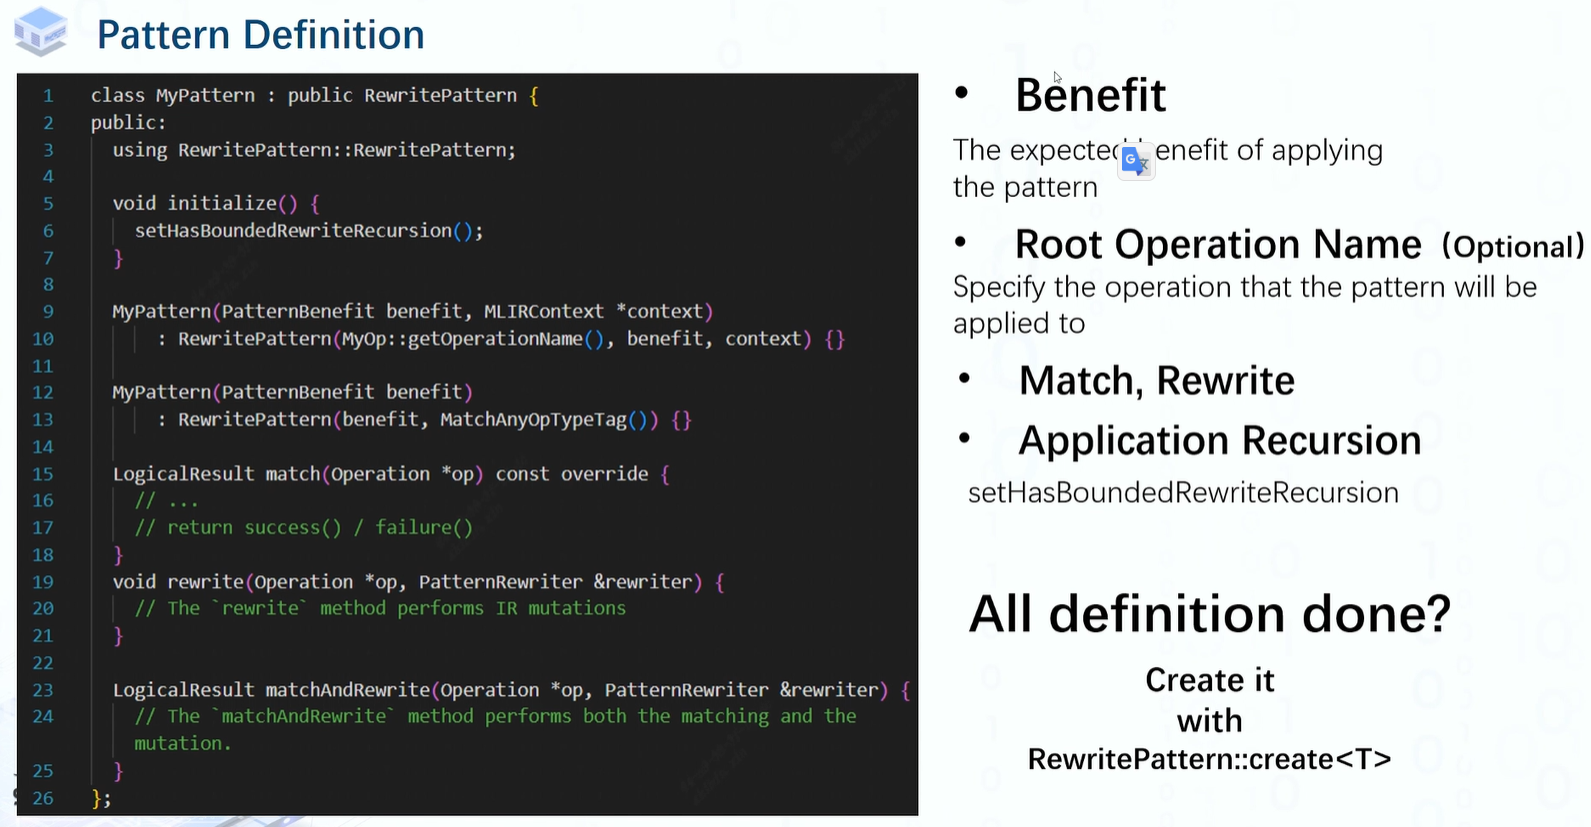 Pattern Definition
1 class MyPattern : public RewritePattern {
2 public:
3 using RewritePattern::RewritePattern;
4
5 void initialize() {
6 setHasBoundedRewriteRecursion();
7 }
8
9 MyPattern(PatternBenefit benefit, MLIRContext *context)
10 : RewritePattern(MyOp::getOperationName(), benefit, context) {}
11
12 MyPattern(PatternBenefit benefit)
13 : RewritePattern(benefit, MatchAnyOpTypeTag()) {}
14
15 LogicalResult match(Operation *op) const override {
16 // ...
17 // return success() / failure()
18 }
19 void rewrite(Operation *op, PatternRewriter &rewriter) {
20 // The `rewrite` method performs IR mutations
21 }
22
23 LogicalResult matchAndRewrite(Operation *op, PatternRewriter &rewriter) {
24 // The `matchAndRewrite` method performs both the matching and the
mutation.
25 }
26 };
• Benefit
The expected benefit of applying
the pattern
• Root Operation Name (Optional)
Specify the operation that the pattern will be
applied to
• Match, Rewrite
• Application Recursion
setHasBoundedRewriteRecursion
All definition done?
Create it
with
RewritePattern::create<T>